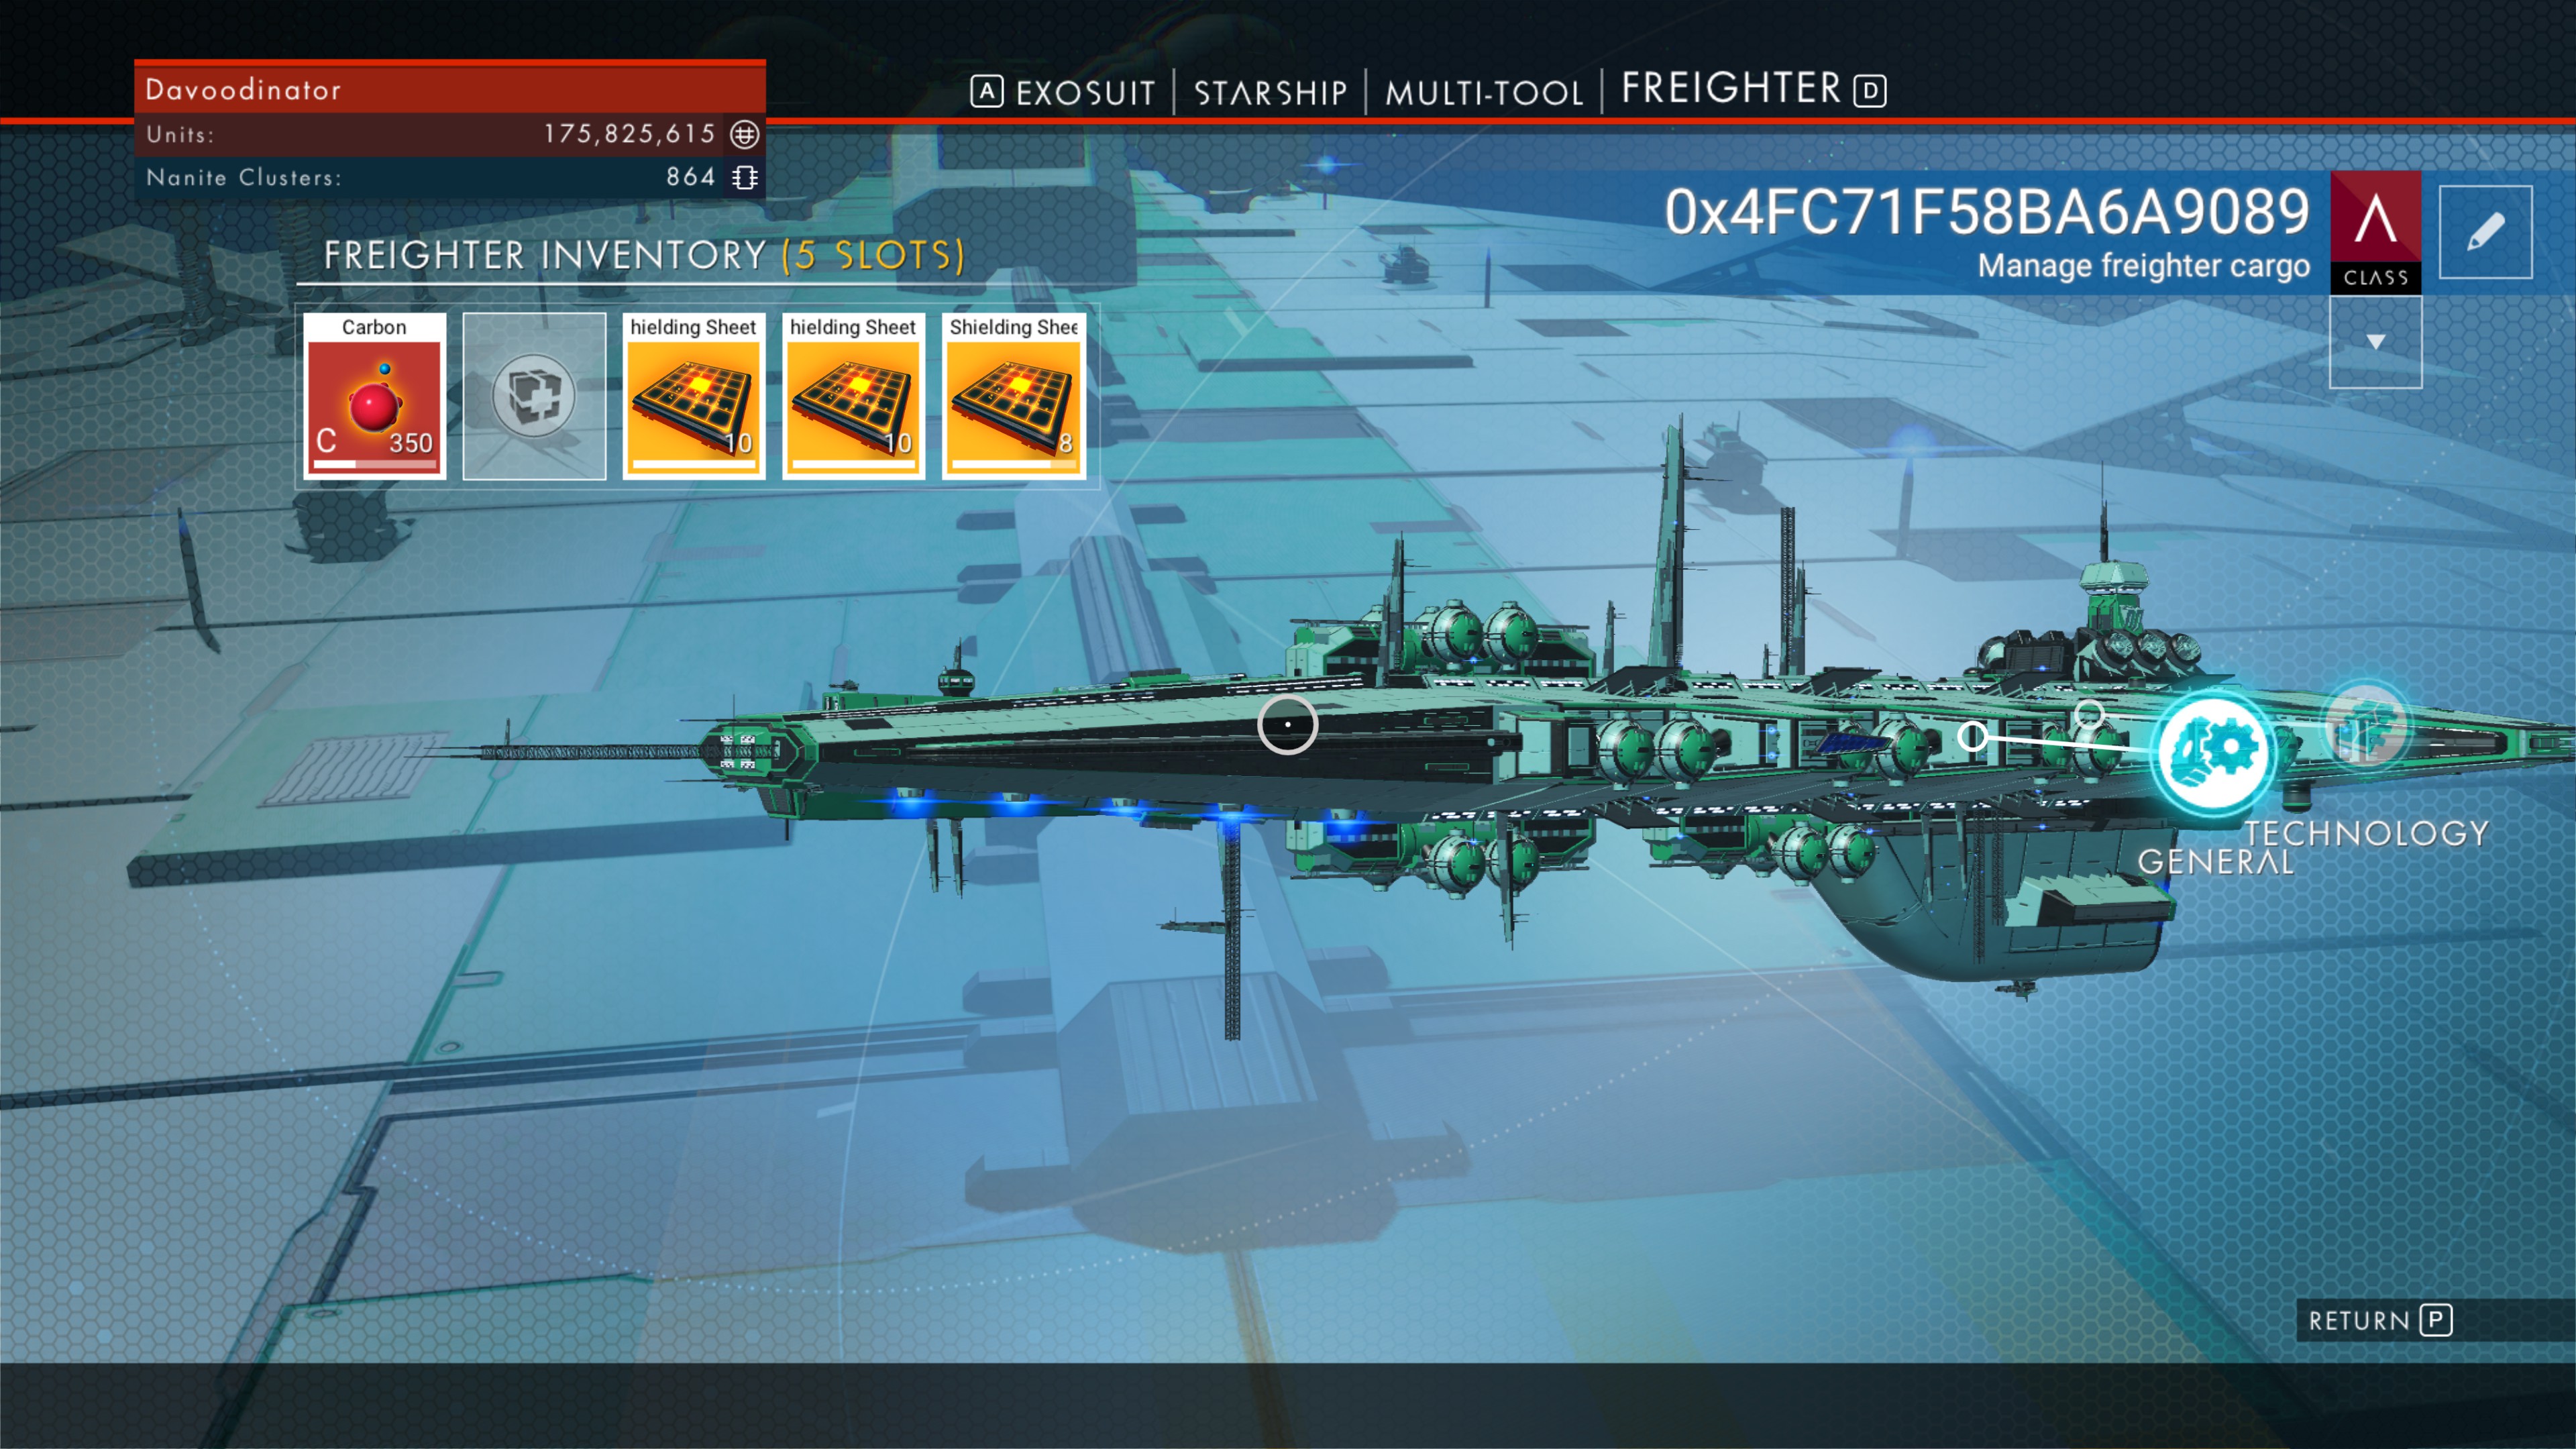 Davoodinator
Units: 175,825,615
Nanite Clusters: 864
A EXOSUIT STARSHIP MULTI-TOOL FREIGHTER D
0x4FC71F58BA6A9089
Manage freighter cargo
CLASS
FREIGHTER INVENTORY (5 SLOTS)
Carbon
C 350
hielding Sheet
10
hielding Sheet
10
Shielding Shee
8
TECHNOLOGY
GENERAL
RETURN P